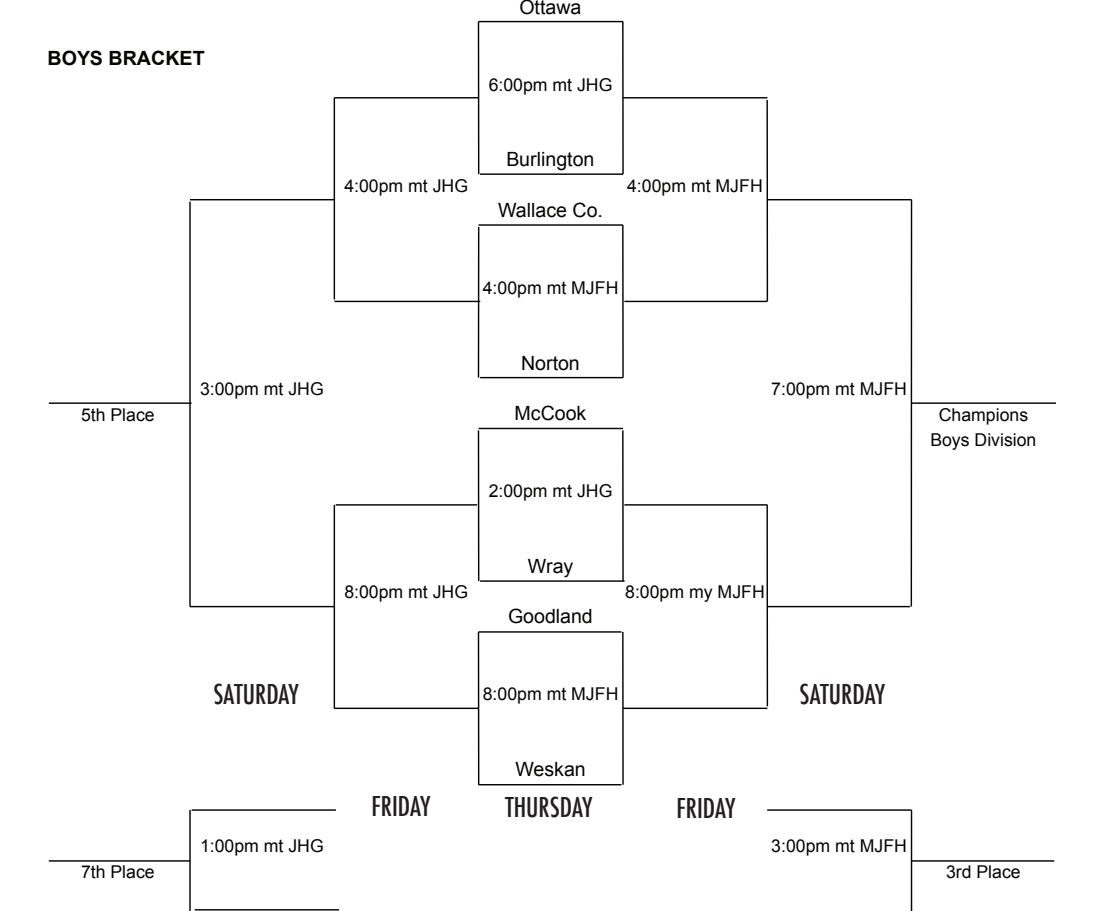 Ottawa
BOYS BRACKET
6:00pm mt JHG
Burlington
4:00pm mt JHG
4:00pm mt MJFH
Wallace Co.
4:00pm mt MJFH
Norton
3:00pm mt JHG
7:00pm mt MJFH
5th Place
McCook
Champions
Boys Division
2:00pm mt JHG
Wray
8:00pm mt JHG
8:00pm my MJFH
Goodland
SATURDAY
8:00pm mt MJFH
SATURDAY
Weskan
FRIDAY
THURSDAY
FRIDAY
1:00pm mt JHG
3:00pm mt MJFH
7th Place
3rd Place